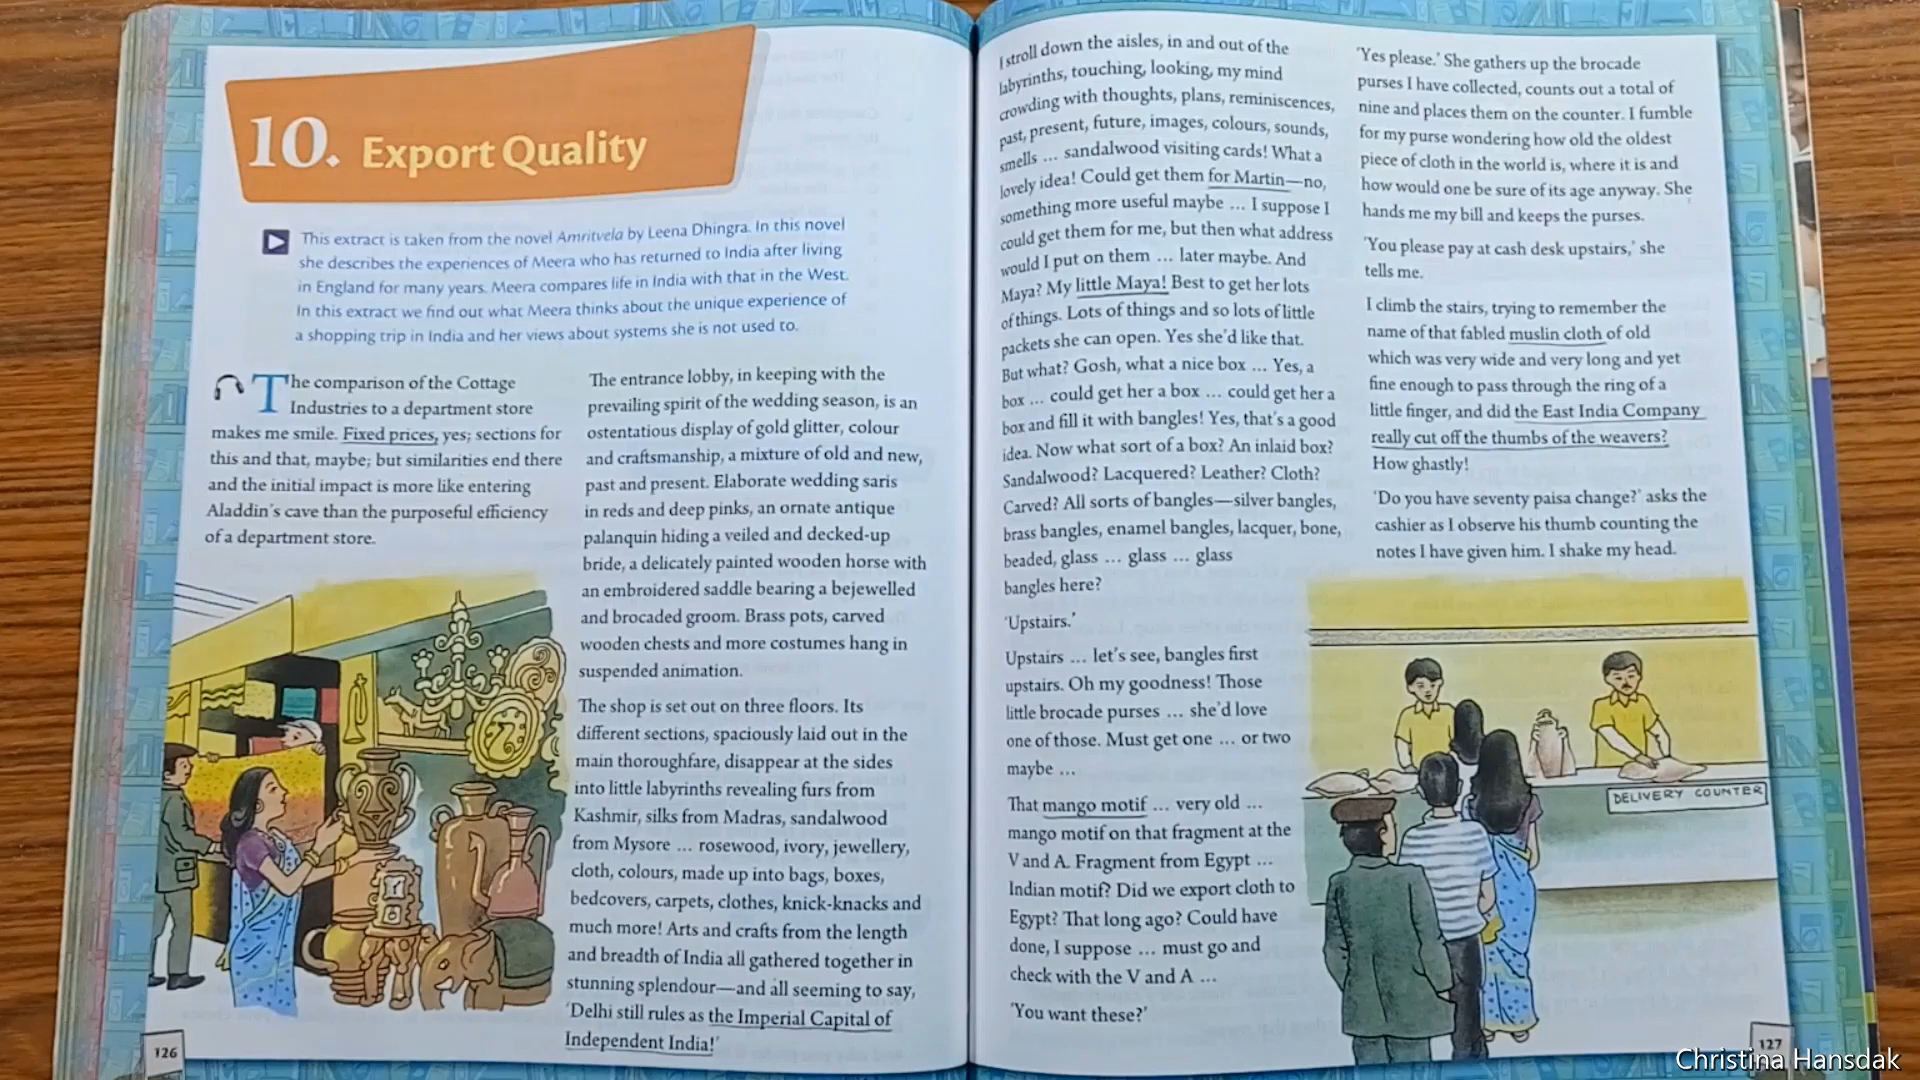 10. Export Quality
This extract is taken from the novel Amritvela by Leena Dhingra. In this novel
she describes the experiences of Meera who has returned to India after living
in England for many years. Meera compares life in India with that in the West.
In this extract we find out what Meera thinks about the unique experience of
a shopping trip in India and her views about systems she is not used to.
The comparison of the Cottage
Industries to a department store
makes me smile. Fixed prices, yes; sections for
this and that, maybe; but similarities end there
and the initial impact is more like entering
Aladdin's cave than the purposeful efficiency
of a department store.
The entrance lobby, in keeping with the
prevailing spirit of the wedding season, is an
ostentatious display of gold glitter, colour
and craftsmanship, a mixture of old and new,
past and present. Elaborate wedding saris
in reds and deep pinks, an ornate antique
palanquin hiding a veiled and decked-up
bride, a delicately painted wooden horse with
an embroidered saddle bearing a bejewelled
and brocaded groom. Brass pots, carved
wooden chests and more costumes hang in
suspended animation.
The shop is set out on three floors. Its
different sections, spaciously laid out in the
main thoroughfare, disappear at the sides
into little labyrinths revealing furs from
Kashmir, silks from Madras, sandalwood
from Mysore ... rosewood, ivory, jewellery,
cloth, colours, made up into bags, boxes,
bedcovers, carpets, clothes, knick-knacks and
much more! Arts and crafts from the length
and breadth of India all gathered together in
stunning splendour—and all seeming to say,
'Delhi still rules as the Imperial Capital of
Independent India!'
126
I stroll down the aisles, in and out of the
labyrinths, touching, looking, my mind
crowding with thoughts, plans, reminiscences,
past, present, future, images, colours, sounds,
smells ... sandalwood visiting cards! What a
lovely idea! Could get them for Martin—no,
something more useful maybe ... I suppose I
could get them for me, but then what address
would I put on them ... later maybe. And
Maya? My little Maya! Best to get her lots
of things. Lots of things and so lots of little
packets she can open. Yes she'd like that.
But what? Gosh, what a nice box ... Yes, a
box ... could get her a box ... could get her a
box and fill it with bangles! Yes, that's a good
idea. Now what sort of a box? An inlaid box?
Sandalwood? Lacquered? Leather? Cloth?
Carved? All sorts of bangles—silver bangles,
brass bangles, enamel bangles, lacquer, bone,
beaded, glass ... glass ... glass
bangles here?
'Upstairs.'
Upstairs ... let's see, bangles first
upstairs. Oh my goodness! Those
little brocade purses ... she'd love
one of those. Must get one ... or two
maybe ...
That mango motif ... very old ...
mango motif on that fragment at the
V and A. Fragment from Egypt ...
Indian motif? Did we export cloth to
Egypt? That long ago? Could have
done, I suppose ... must go and
check with the V and A ...
'You want these?'
'Yes please.' She gathers up the brocade
purses I have collected, counts out a total of
nine and places them on the counter. I fumble
for my purse wondering how old the oldest
piece of cloth in the world is, where it is and
how would one be sure of its age anyway. She
hands me my bill and keeps the purses.
'You please pay at cash desk upstairs,' she
tells me.
I climb the stairs, trying to remember the
name of that fabled muslin cloth of old
which was very wide and very long and yet
fine enough to pass through the ring of a
little finger, and did the East India Company
really cut off the thumbs of the weavers?
How ghastly!
'Do you have seventy paisa change?' asks the
cashier as I observe his thumb counting the
notes I have given him. I shake my head.
DELIVERY COUNTER
127
Christina Hansdak